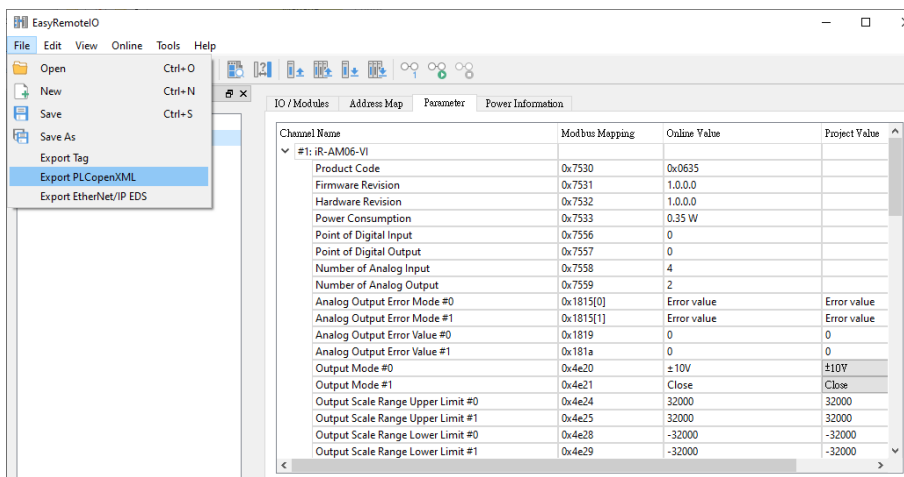 EasyRemoteIO
File Edit View Online Tools Help
Open Ctrl+O
New Ctrl+N
Save Ctrl+S
Save As
Export Tag
Export PLCopenXML
Export EtherNet/IP EDS
IO / Modules Address Map Parameter Power Information
Channel Name Modbus Mapping Online Value Project Value
#1: iR-AM06-VI
Product Code 0x7530 0x0635
Firmware Revision 0x7531 1.0.0.0
Hardware Revision 0x7532 1.0.0.0
Power Consumption 0x7533 0.35 W
Point of Digital Input 0x7556 0
Point of Digital Output 0x7557 0
Number of Analog Input 0x7558 4
Number of Analog Output 0x7559 2
Analog Output Error Mode #0 0x1815[0] Error value Error value
Analog Output Error Mode #1 0x1815[1] Error value Error value
Analog Output Error Value #0 0x1819 0 0
Analog Output Error Value #1 0x181a 0 0
Output Mode #0 0x4e20 ±10V ±10V
Output Mode #1 0x4e21 Close Close
Output Scale Range Upper Limit #0 0x4e24 32000 32000
Output Scale Range Upper Limit #1 0x4e25 32000 32000
Output Scale Range Lower Limit #0 0x4e28 -32000 -32000
Output Scale Range Lower Limit #1 0x4e29 -32000 -32000